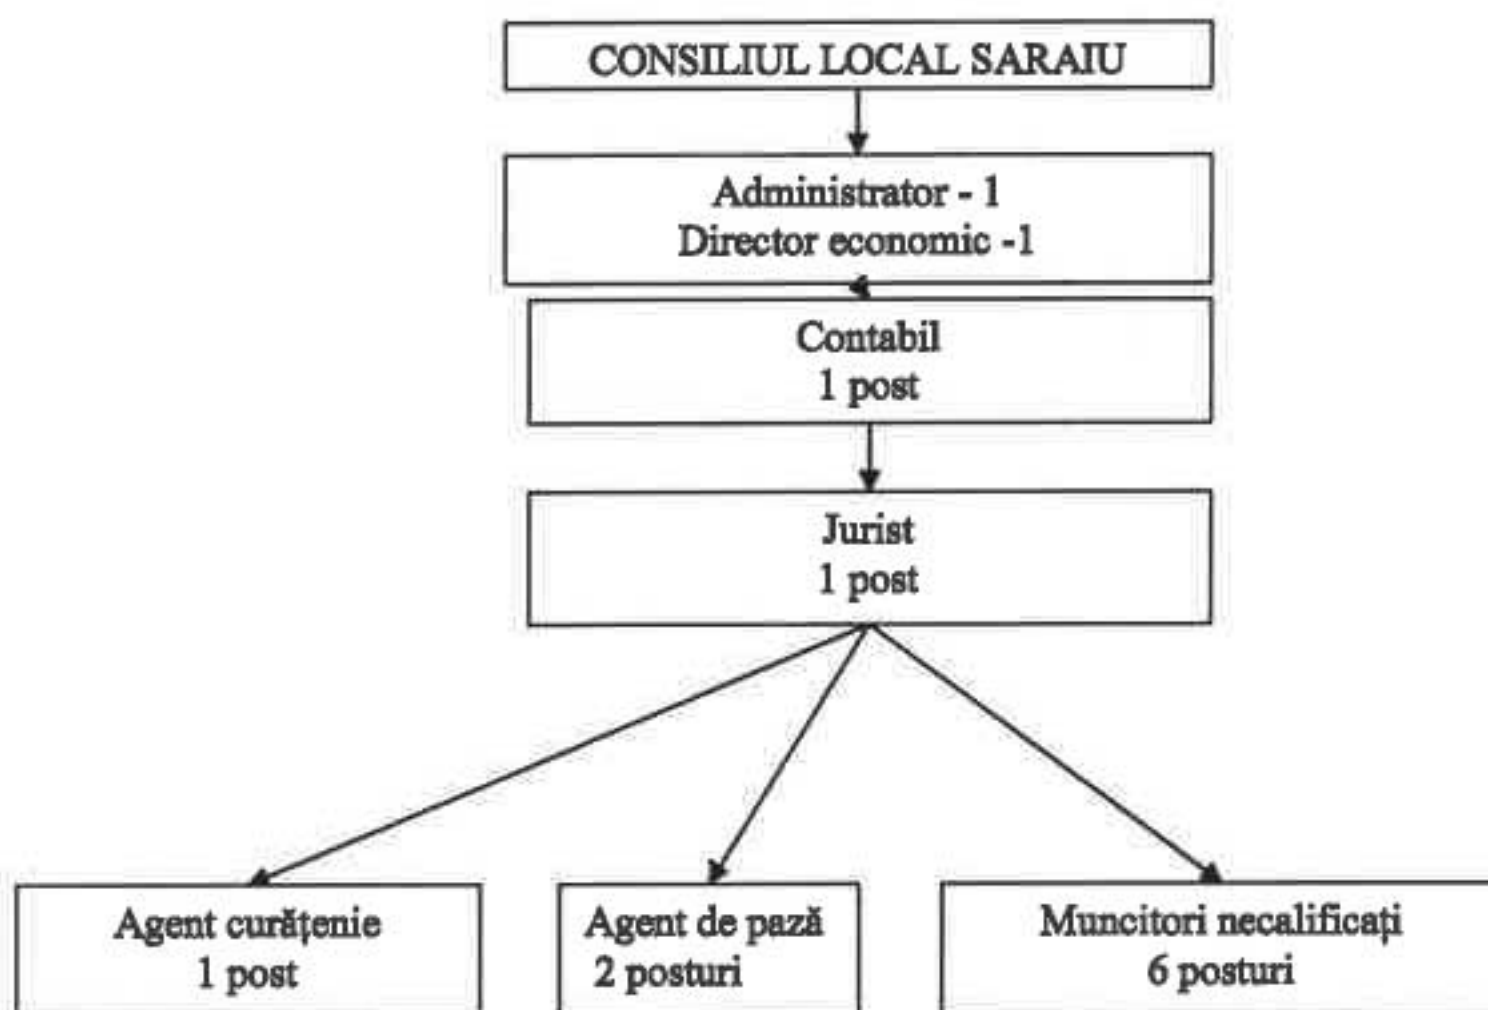 CONSILIUL LOCAL SARAIU
Administrator - 1
Director economic -1
Contabil
1 post
Jurist
1 post
Agent curățenie
1 post
Agent de pază
2 posturi
Muncitori necalificați
6 posturi